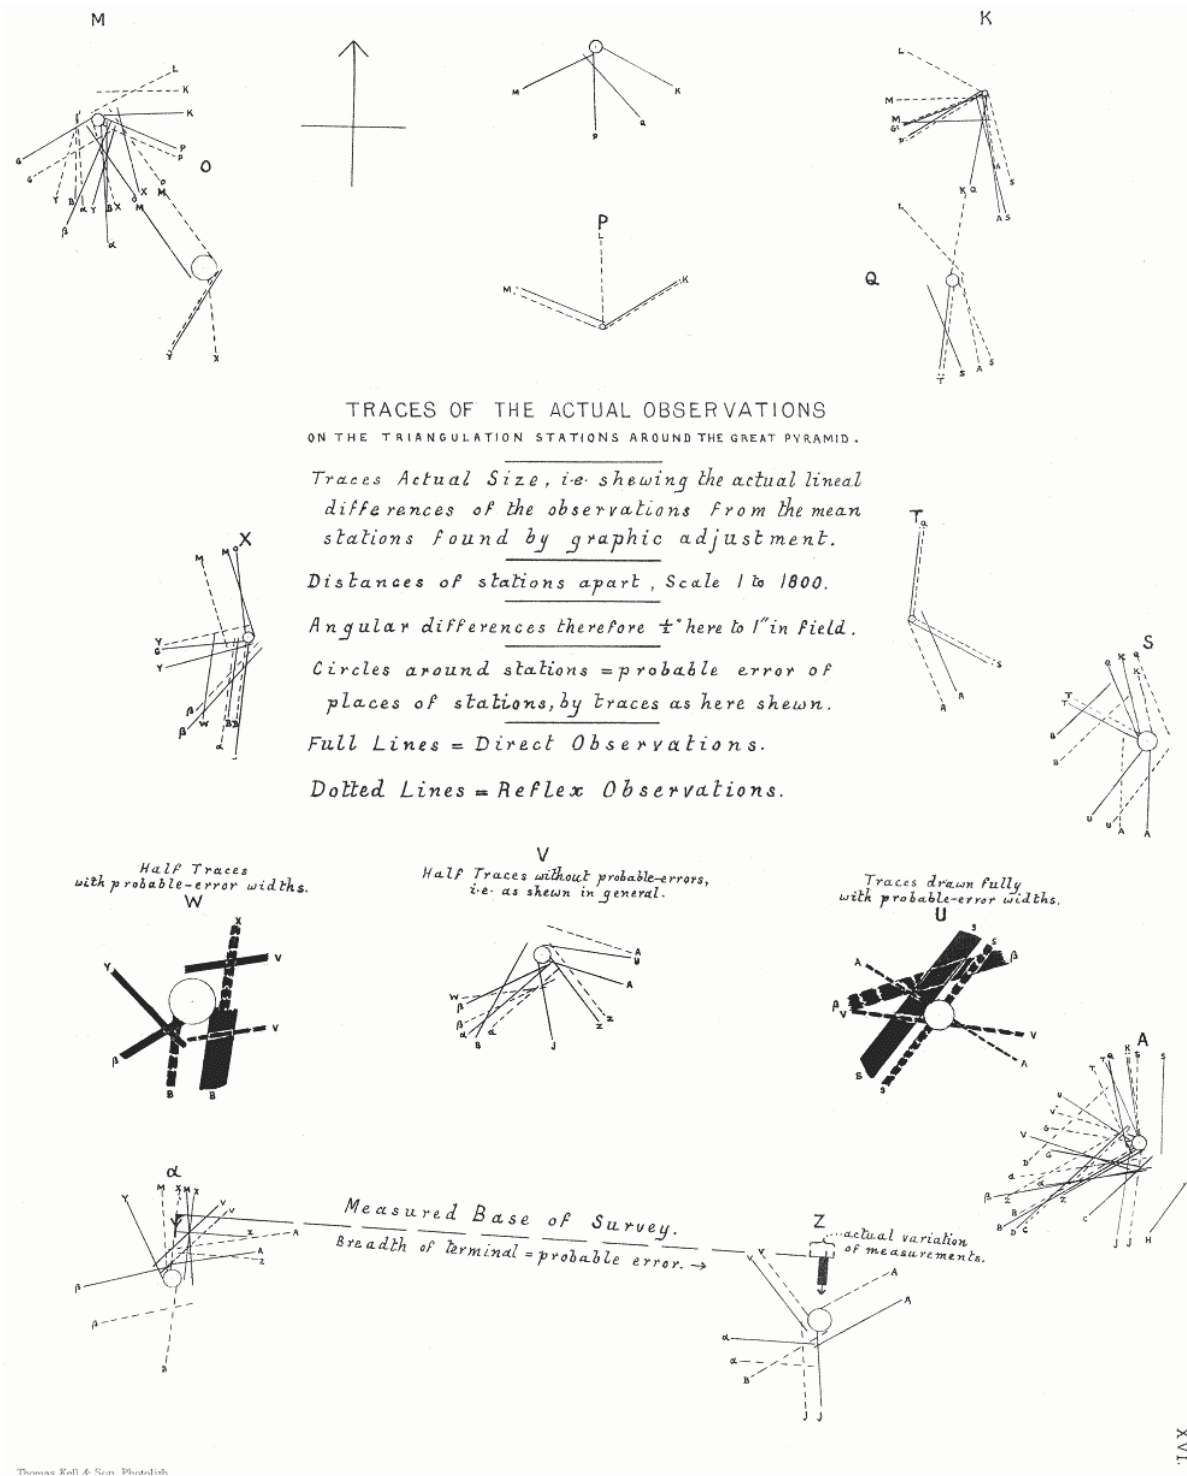 M
K
L
K
K
P
P
O
G
G
Y
B
α
Y
B
X
X
M
M
β
α
Y
X
M
P
Q
K
L
M
M
G
P
A
S
K
Q
A
S
P
L
M
K
Q
L
T
S
A
S
TRACES OF THE ACTUAL OBSERVATIONS
ON THE TRIANGULATION STATIONS AROUND THE GREAT PYRAMID.
Traces Actual Size, i.e. shewing the actual lineal
differences of the observations from the mean
stations found by graphic adjustment.
Distances of stations apart, Scale 1 to 1800.
Angular differences therefore ½° here to 1" in field.
Circles around stations = probable error of
places of stations, by traces as here shewn.
Full Lines = Direct Observations.
Dotted Lines = Reflex Observations.
X
M
M
Y
G
Y
β
β
W
B
B
α
T
Q
S
A
A
S
Q
K
Q
K
T
T
B
B
U
U
A
A
Half Traces
with probable-error widths.
W
X
Y
V
V
β
B
B
V
Half Traces without probable-errors,
i.e. as shewn in general.
A
U
A
W
β
β
α
α
B
J
Z
Z
Traces drawn fully
with probable-error widths.
U
S
S
β
A
β
V
V
A
S
S
A
K
S
S
T
Q
T
U
V
G
V
D
G
α
α
β
Z
Z
B
B
D
G
C
J
J
H
α
Y
M
X
M
X
V
V
Z
A
A
Z
β
β
B
Measured Base of Survey.
Breadth of terminal = probable error. →
Z
actual variation
of measurements.
V
V
A
A
α
α
B
J
J
XVI.
Thomas Kell & Son, Photolith.